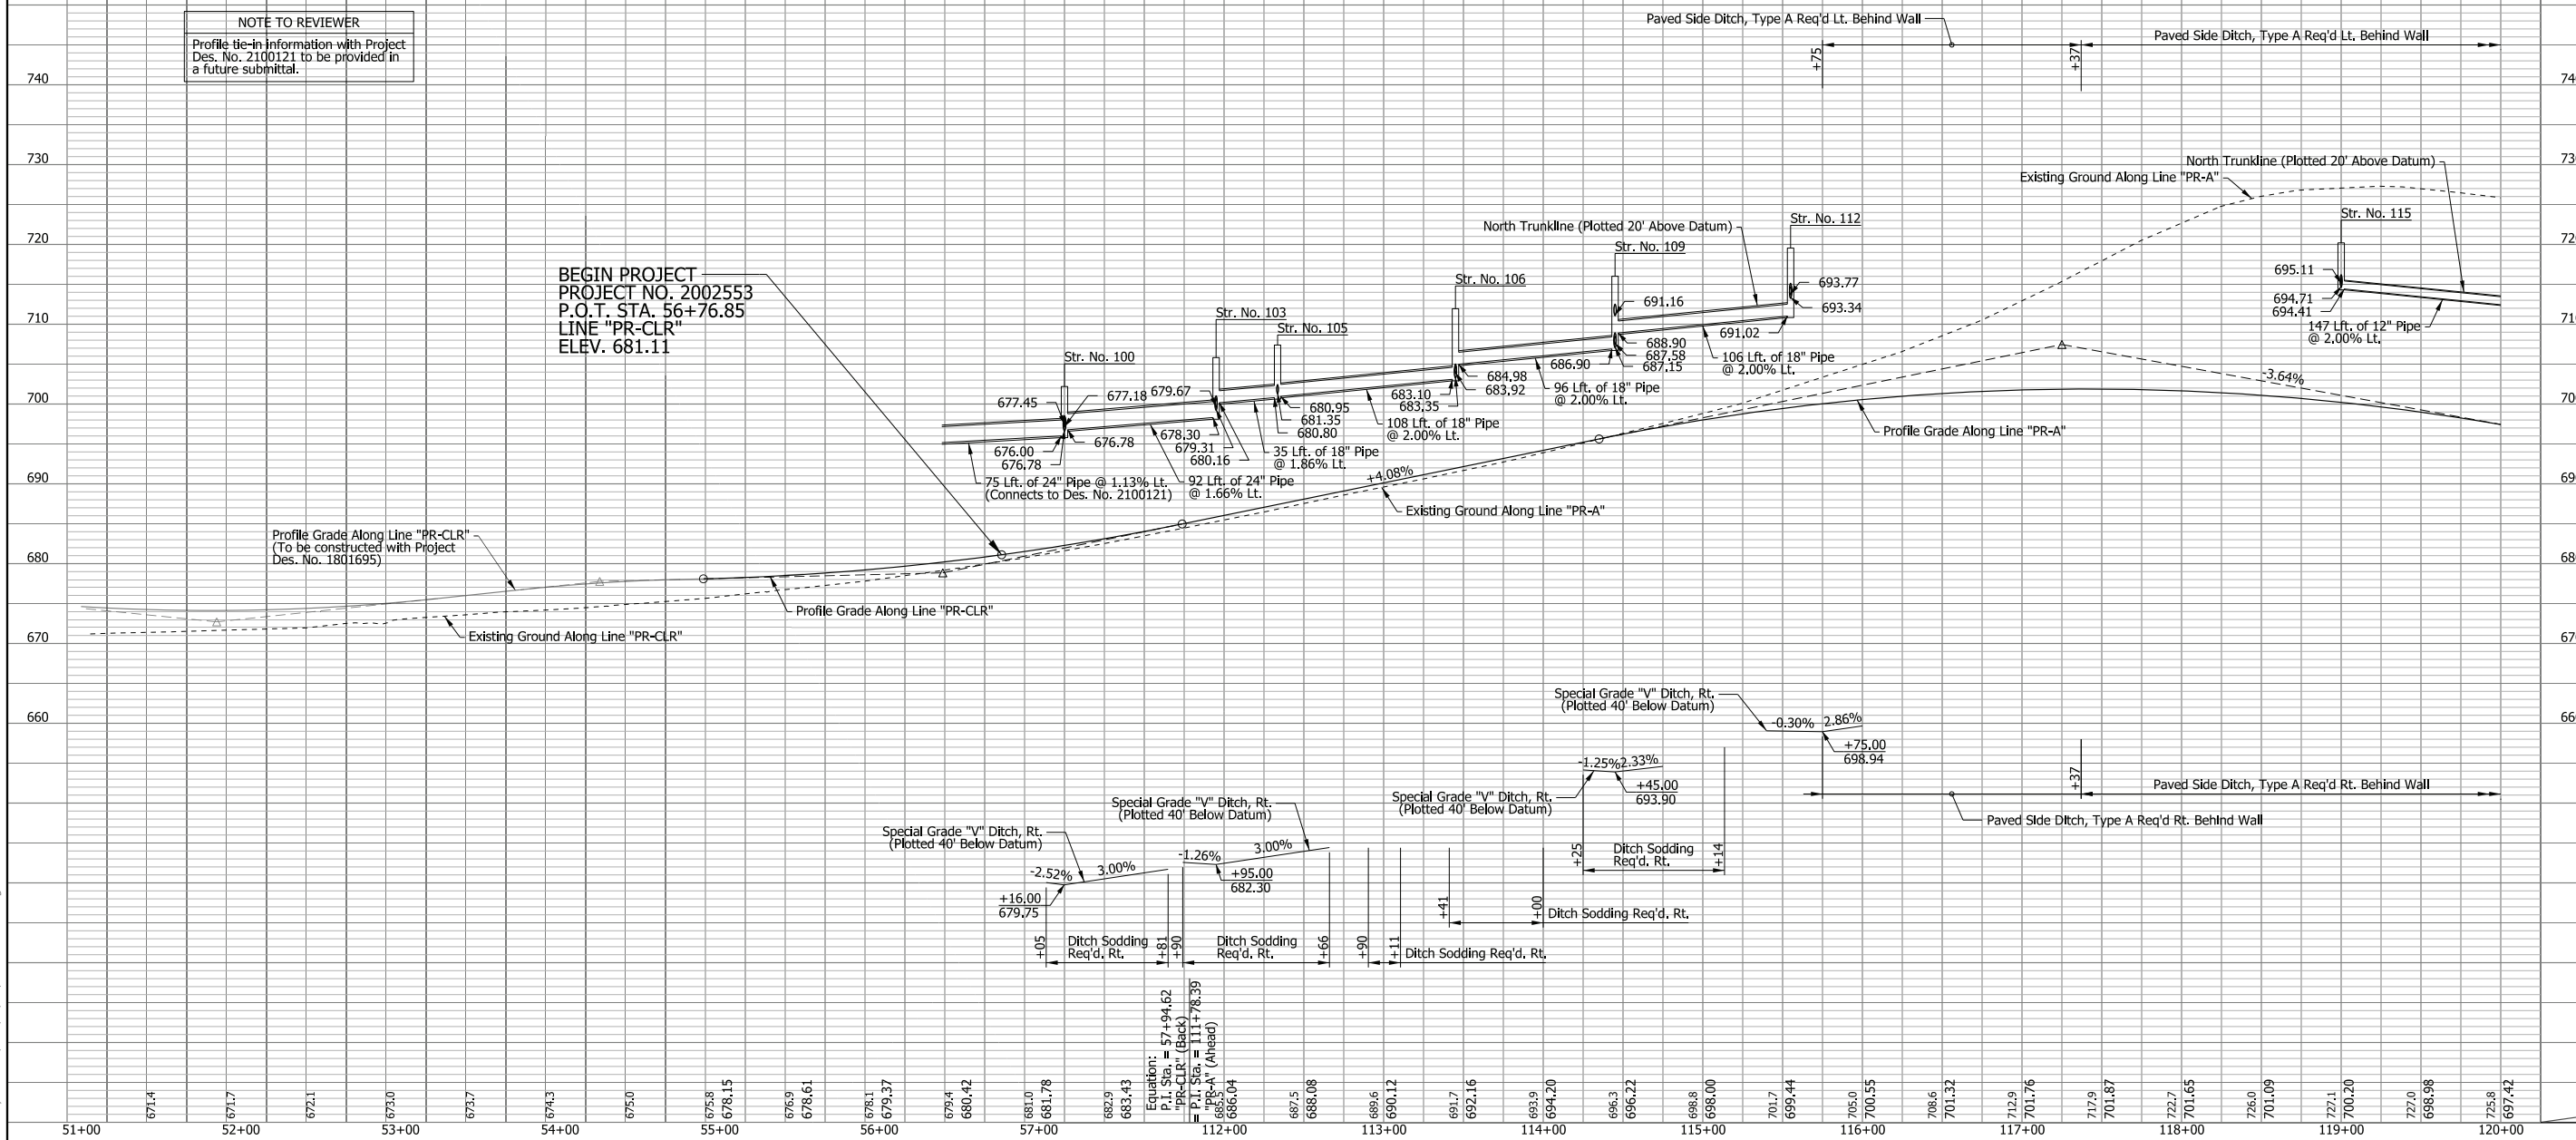 NOTE TO REVIEWER
Profile tie-in information with Project
Des. No. 2100121 to be provided in
a future submittal.
Paved Side Ditch, Type A Req'd Lt. Behind Wall
+75
+37
Paved Side Ditch, Type A Req'd Lt. Behind Wall
740
730
720
710
700
690
680
670
660
North Trunkline (Plotted 20' Above Datum)
Existing Ground Along Line "PR-A"
Str. No. 115
695.11
694.71
694.41
147 Lft. of 12" Pipe
@ 2.00% Lt.
-3.64%
BEGIN PROJECT
PROJECT NO. 2002553
P.O.T. STA. 56+76.85
LINE "PR-CLR"
ELEV. 681.11
North Trunkline (Plotted 20' Above Datum)
Str. No. 112
693.77
693.34
Str. No. 109
691.16
691.02
688.90
687.58
687.15
106 Lft. of 18" Pipe
@ 2.00% Lt.
Str. No. 106
686.90
684.98
683.92
683.10
683.35
96 Lft. of 18" Pipe
@ 2.00% Lt.
Str. No. 103
Str. No. 105
680.95
681.35
680.80
108 Lft. of 18" Pipe
@ 2.00% Lt.
Str. No. 100
677.45
677.18
679.67
676.00
676.78
676.78
678.30
679.31
680.16
35 Lft. of 18" Pipe
@ 1.86% Lt.
75 Lft. of 24" Pipe @ 1.13% Lt.
(Connects to Des. No. 2100121)
92 Lft. of 24" Pipe
@ 1.66% Lt.
+4.08%
Existing Ground Along Line "PR-A"
Profile Grade Along Line "PR-A"
Profile Grade Along Line "PR-CLR"
(To be constructed with Project
Des. No. 1801695)
Profile Grade Along Line "PR-CLR"
Existing Ground Along Line "PR-CLR"
Special Grade "V" Ditch, Rt.
(Plotted 40' Below Datum)
-0.30%
2.86%
+75.00
698.94
Special Grade "V" Ditch, Rt.
(Plotted 40' Below Datum)
-1.25%
2.33%
+45.00
693.90
+37
Paved Side Ditch, Type A Req'd Rt. Behind Wall
Paved Side Ditch, Type A Req'd Rt. Behind Wall
Special Grade "V" Ditch, Rt.
(Plotted 40' Below Datum)
-1.26%
3.00%
+95.00
682.30
Special Grade "V" Ditch, Rt.
(Plotted 40' Below Datum)
-2.52%
3.00%
+16.00
679.75
+25
Ditch Sodding
Req'd. Rt.
+14
+41
+00
Ditch Sodding Req'd. Rt.
+05
Ditch Sodding
Req'd. Rt.
+81
+90
Ditch Sodding
Req'd. Rt.
+66
+90
+11
Ditch Sodding Req'd. Rt.
Equation:
P.I. Sta. = 57+94.62
"PR-CLR" (Back)
= P.I. Sta. = 111+78.39
"PR-A" (Ahead)
671.4
671.7
672.1
673.0
673.7
674.3
675.0
675.8
678.15
676.9
678.61
678.1
679.37
679.4
680.42
681.0
681.78
682.9
683.43
685.5
686.04
687.5
688.08
689.6
690.12
691.7
692.16
693.9
694.20
696.3
696.22
698.8
698.00
701.7
699.44
705.0
700.55
708.6
701.32
712.9
701.76
717.9
701.87
722.7
701.65
726.0
701.09
727.1
700.20
727.0
698.98
725.8
697.42
51+00
52+00
53+00
54+00
55+00
56+00
57+00
112+00
113+00
114+00
115+00
116+00
117+00
118+00
119+00
120+00